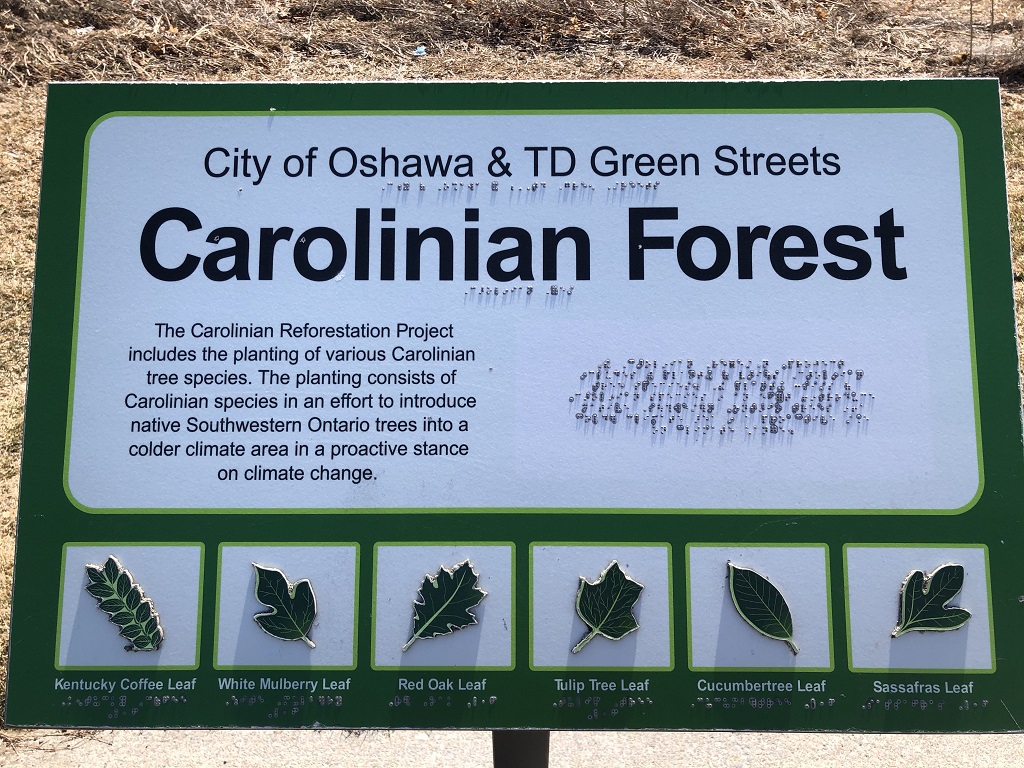 City of Oshawa & TD Green Streets
Carolinian Forest
The Carolinian Reforestation Project
includes the planting of various Carolinian
tree species. The planting consists of
Carolinian species in an effort to introduce
native Southwestern Ontario trees into a
colder climate area in a proactive stance
on climate change.
Kentucky Coffee Leaf
White Mulberry Leaf
Red Oak Leaf
Tulip Tree Leaf
Cucumbertree Leaf
Sassafras Leaf